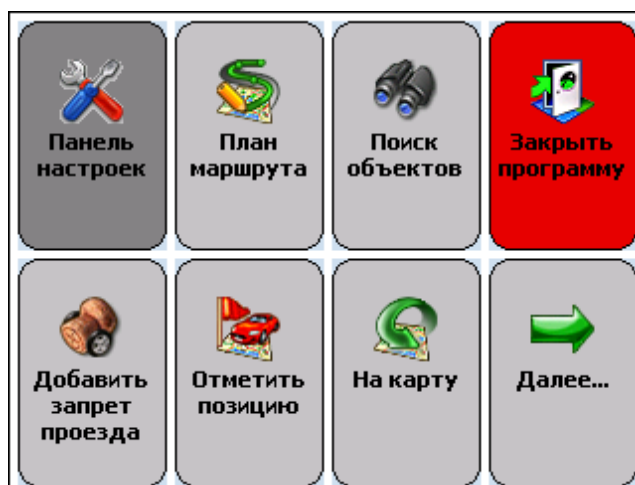 Панель
настроек
План
маршрута
Поиск
объектов
Закрыть
программу
Добавить
запрет
проезда
Отметить
позицию
На карту
Далее...